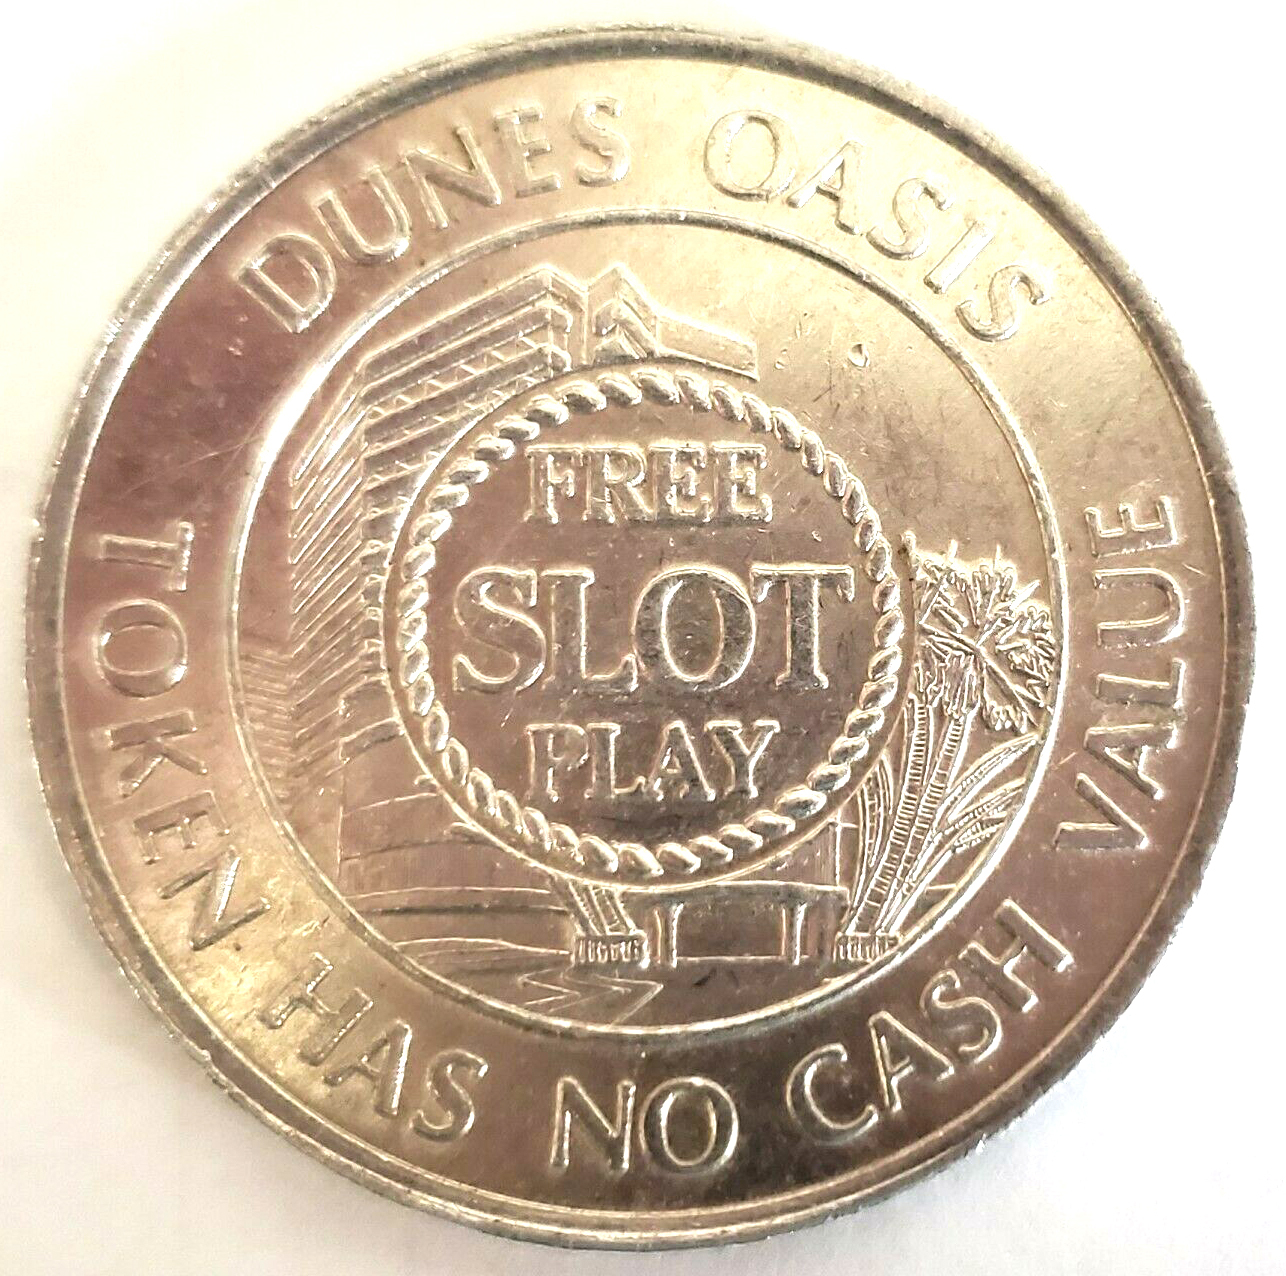 DUNES OASIS
FREE
SLOT
PLAY
TOKEN HAS NO CASH VALUE